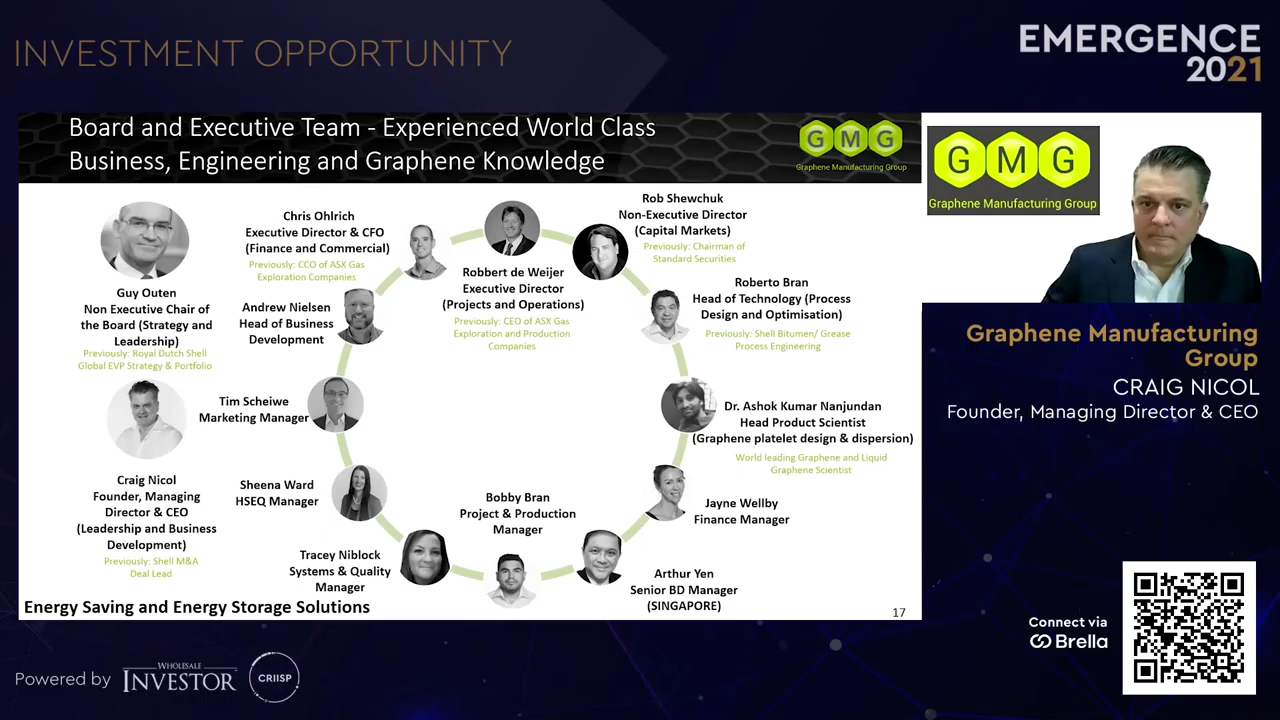 INVESTMENT OPPORTUNITY
EMERGENCE
2021
Board and Executive Team - Experienced World Class
Business, Engineering and Graphene Knowledge
GMG
Graphene Manufacturing Group
GMG
Graphene Manufacturing Group
Guy Outen
Non Executive Chair of
the Board (Strategy and
Leadership)
Previously: Royal Dutch Shell
Global EVP Strategy & Portfolio
Craig Nicol
Founder, Managing
Director & CEO
(Leadership and Business
Development)
Previously: Shell M&A
Deal Lead
Chris Ohlrich
Executive Director & CFO
(Finance and Commercial)
Previously: CCO of ASX Gas
Exploration Companies
Andrew Nielsen
Head of Business
Development
Tim Scheiwe
Marketing Manager
Sheena Ward
HSEQ Manager
Tracey Niblock
Systems & Quality
Manager
Robbert de Weijer
Executive Director
(Projects and Operations)
Previously: CEO of ASX Gas
Exploration and Production
Companies
Bobby Bran
Project & Production
Manager
Rob Shewchuk
Non-Executive Director
(Capital Markets)
Previously: Chairman of
Standard Securities
Roberto Bran
Head of Technology (Process
Design and Optimisation)
Previously: Shell Bitumen/ Grease
Process Engineering
Dr. Ashok Kumar Nanjundan
Head Product Scientist
(Graphene platelet design & dispersion)
World leading Graphene and Liquid
Graphene Scientist
Jayne Wellby
Finance Manager
Arthur Yen
Senior BD Manager
(SINGAPORE)
Energy Saving and Energy Storage Solutions
17
Graphene Manufacturing
Group
CRAIG NICOL
Founder, Managing Director & CEO
Connect via
Brella
Powered by
WHOLESALE
INVESTOR
CRIISP